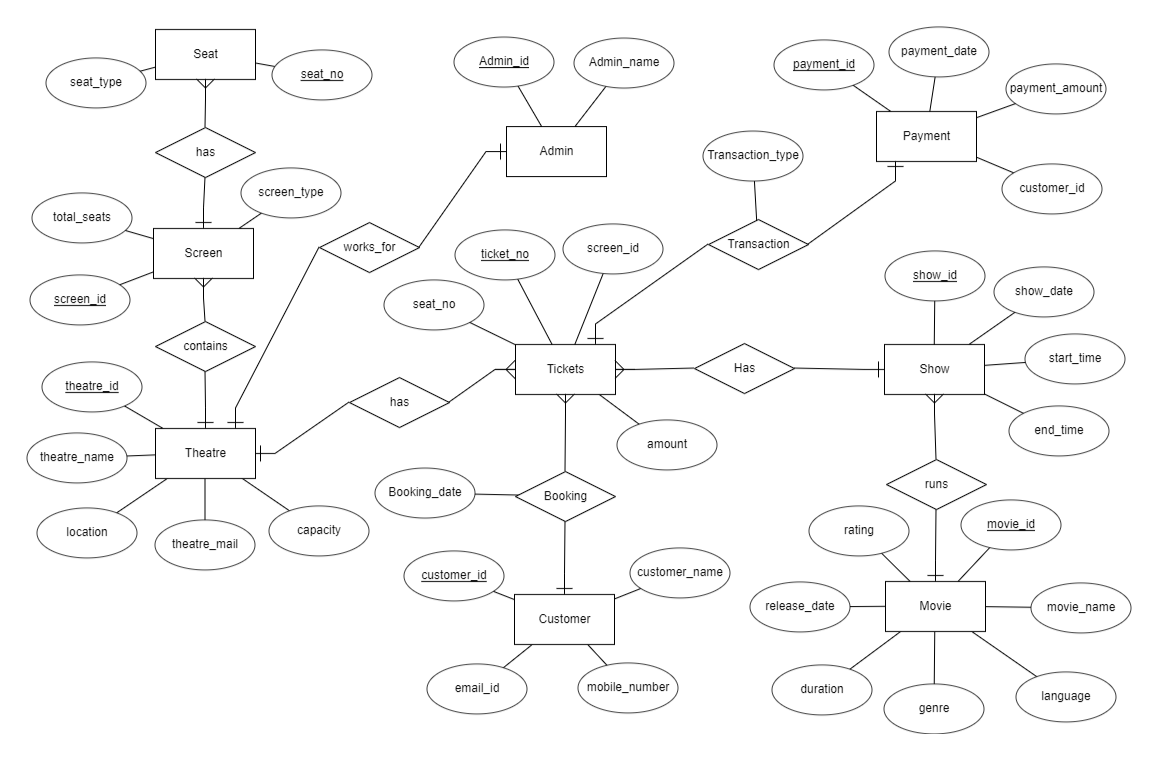 Seat
seat_type
seat_no
has
Screen
total_seats
screen_type
screen_id
contains
Admin_id
Admin_name
Admin
works_for
payment_id
payment_date
payment_amount
Payment
customer_id
Transaction_type
Transaction
ticket_no
screen_id
seat_no
Tickets
amount
Has
show_id
show_date
start_time
end_time
Show
theatre_id
theatre_name
Theatre
location
theatre_mail
capacity
has
Booking_date
Booking
customer_id
customer_name
Customer
email_id
mobile_number
runs
rating
movie_id
release_date
Movie
movie_name
duration
genre
language